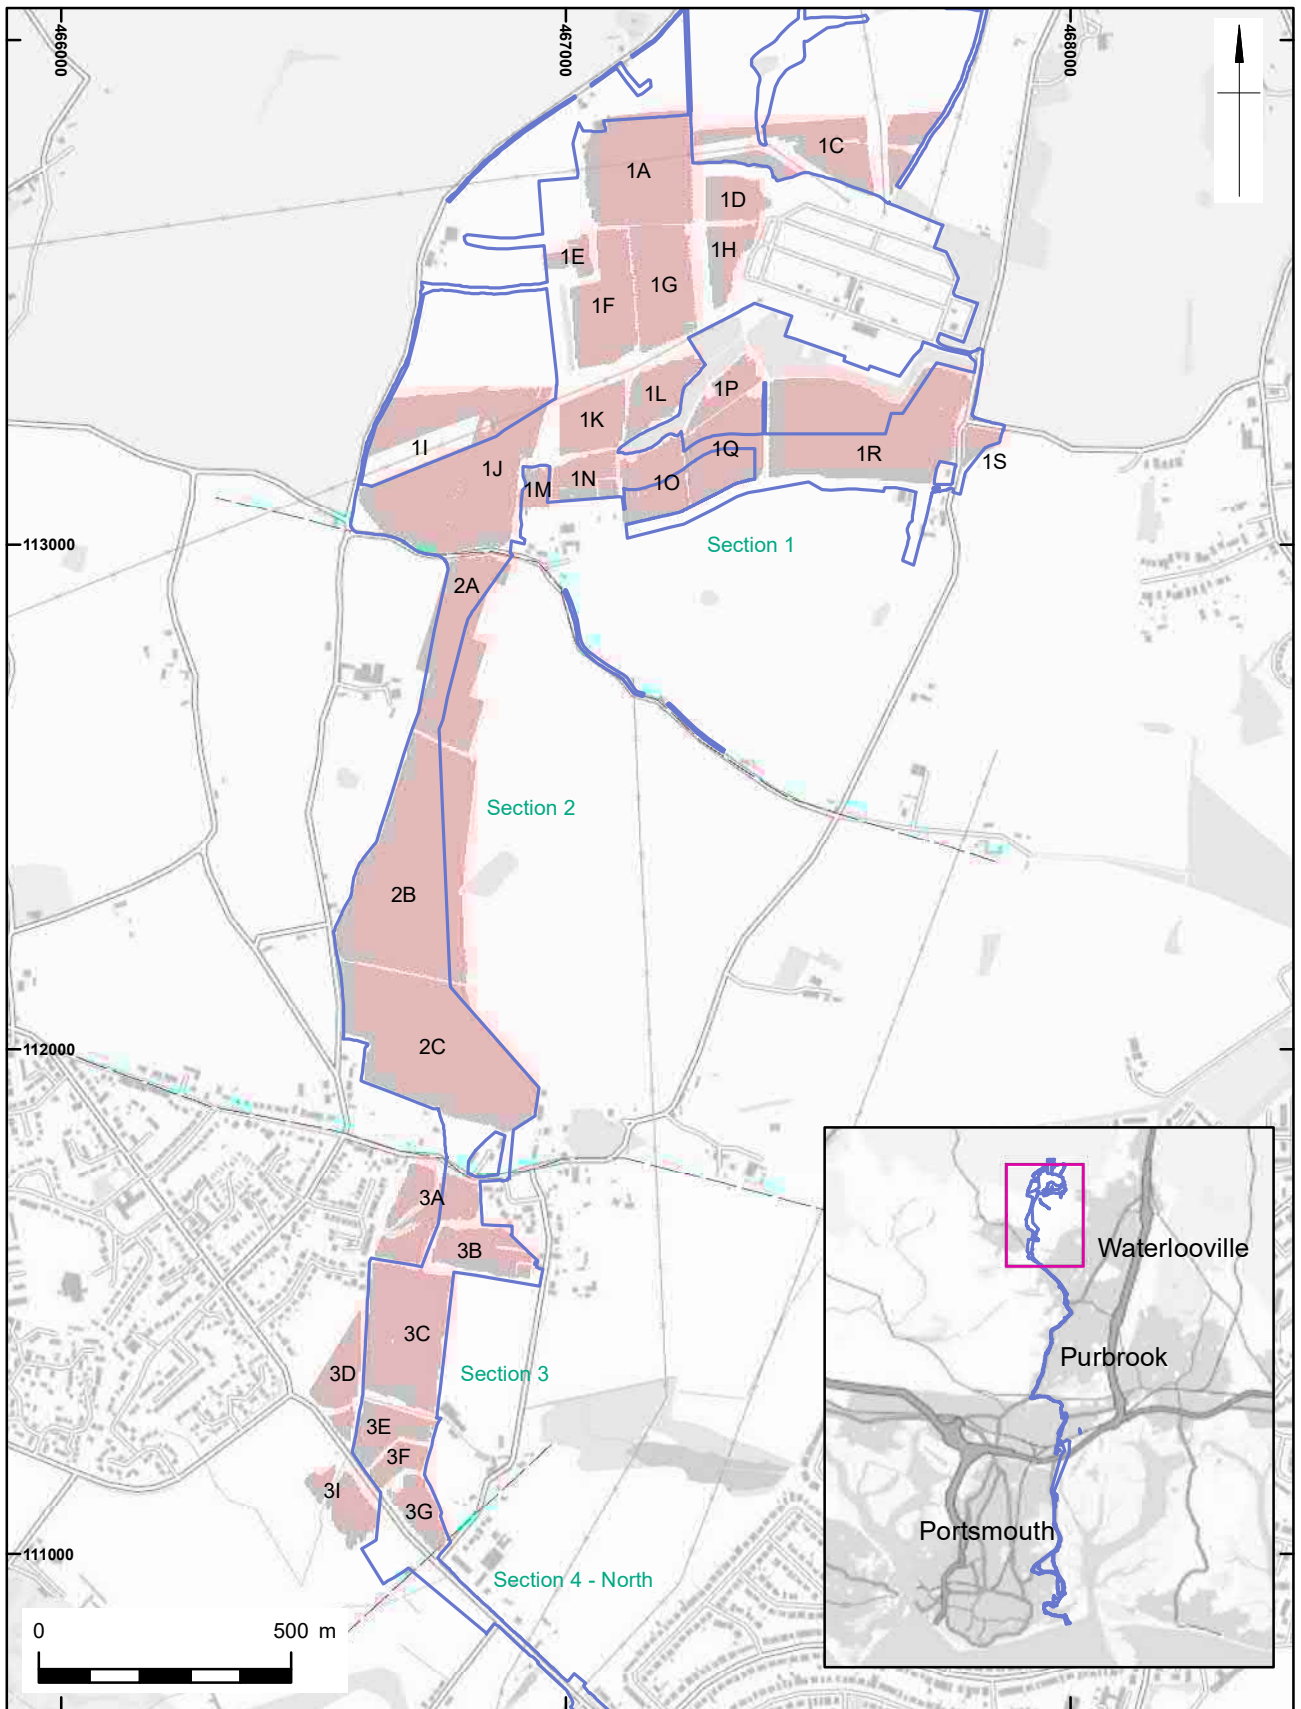 466000
467000
468000
1A
1C
1D
1E
1H
1F
1G
1P
1L
1K
1I
1J
1Q
1R
1S
1M
1N
1O
113000
Section 1
2A
Section 2
2B
2C
112000
3A
3B
3C
3D
Section 3
3E
3F
3I
3G
111000
Section 4 - North
0 500 m
Waterlooville
Purbrook
Portsmouth